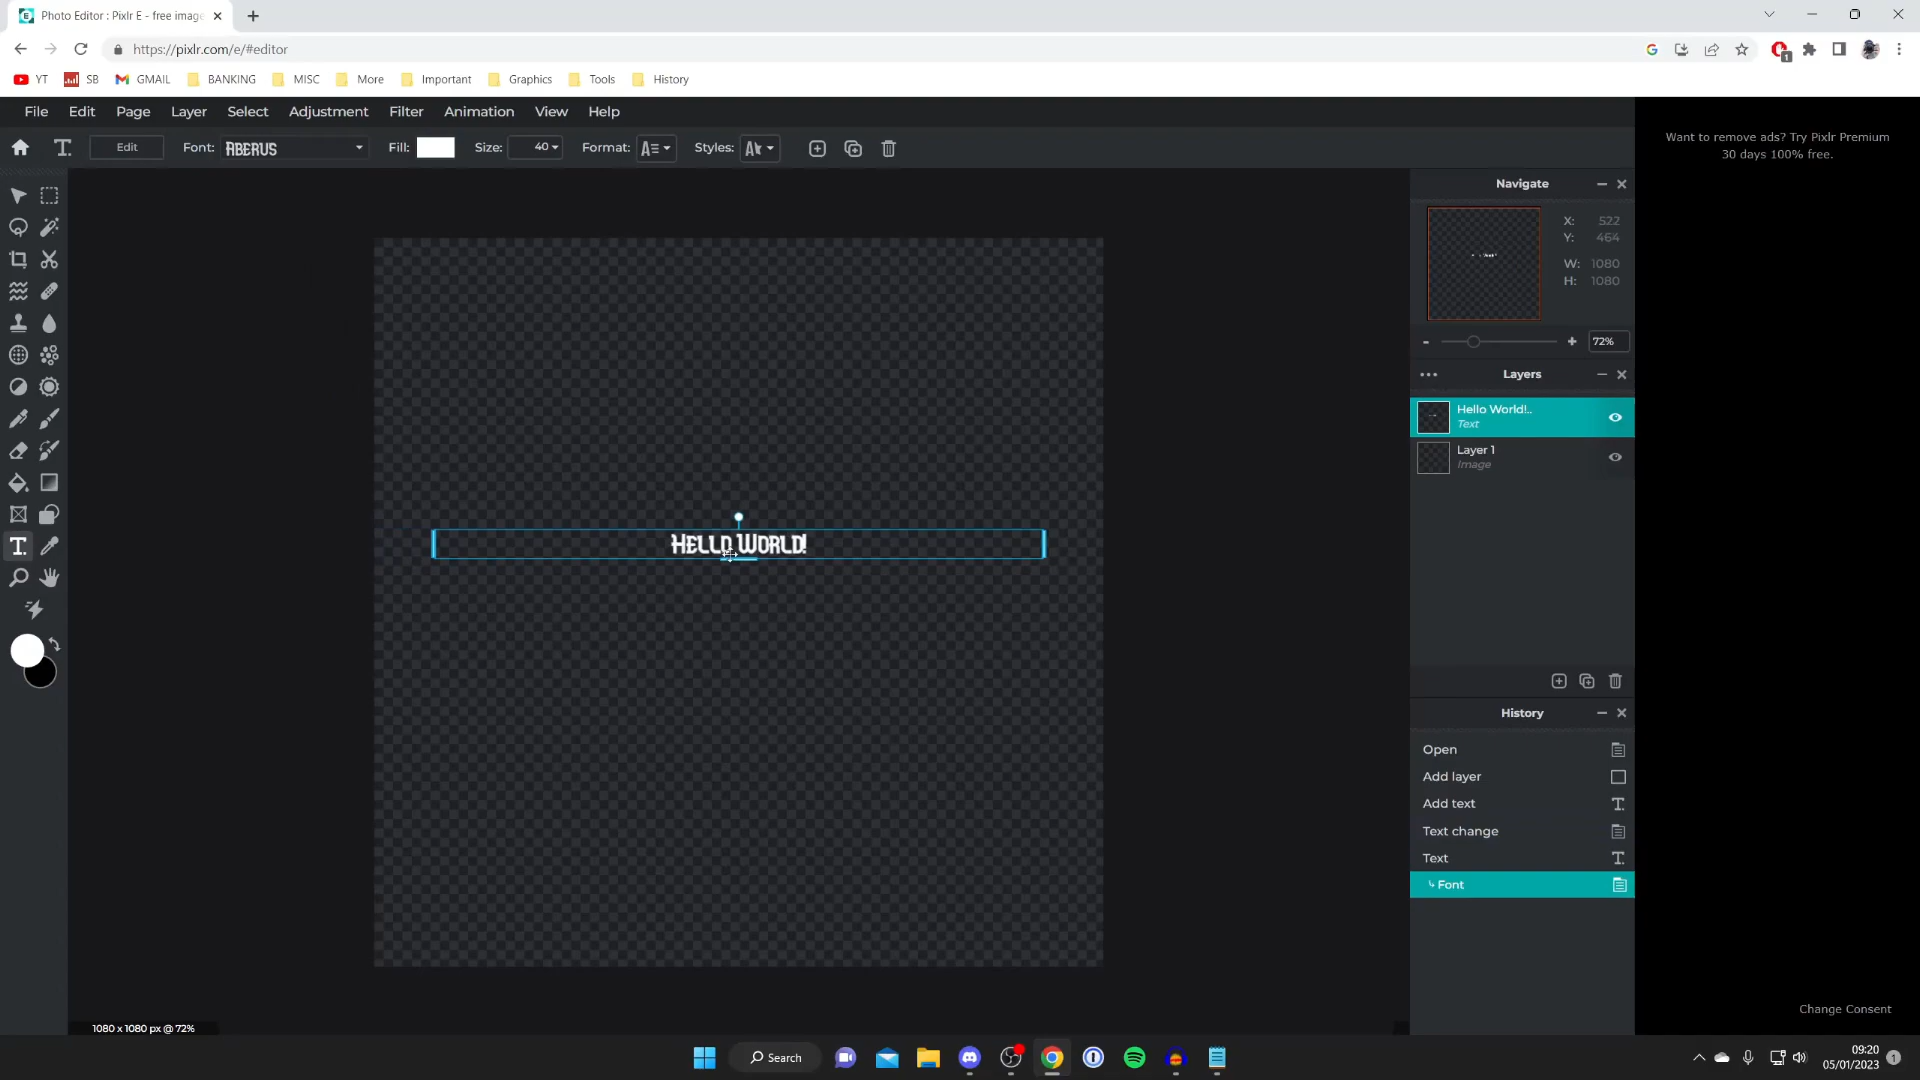 Photo Editor : Pixlr E - free imag
https://pixlr.com/e/#editor
YT SB GMAIL BANKING MISC More Important Graphics Tools History
File Edit Page Layer Select Adjustment Filter Animation View Help
Edit Font: ABERUS Fill: Size: 40 Format: Styles:
Want to remove ads? Try Pixlr Premium
30 days 100% free.
Navigate
X: 522
Y: 464
W: 1080
H: 1080
72%
Layers
Hello World!..
Text
Layer 1
Image
Hello World!
History
Open
Add layer
Add text
Text change
Text
Font
Change Consent
1080 x 1080 px @ 72%
Search
09:20
05/01/2023
1